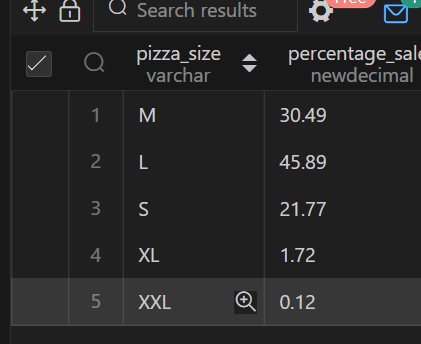 Search results
pizza_size percentage_sale
varchar newdecimal
1 M 30.49
2 L 45.89
3 S 21.77
4 XL 1.72
5 XXL 0.12